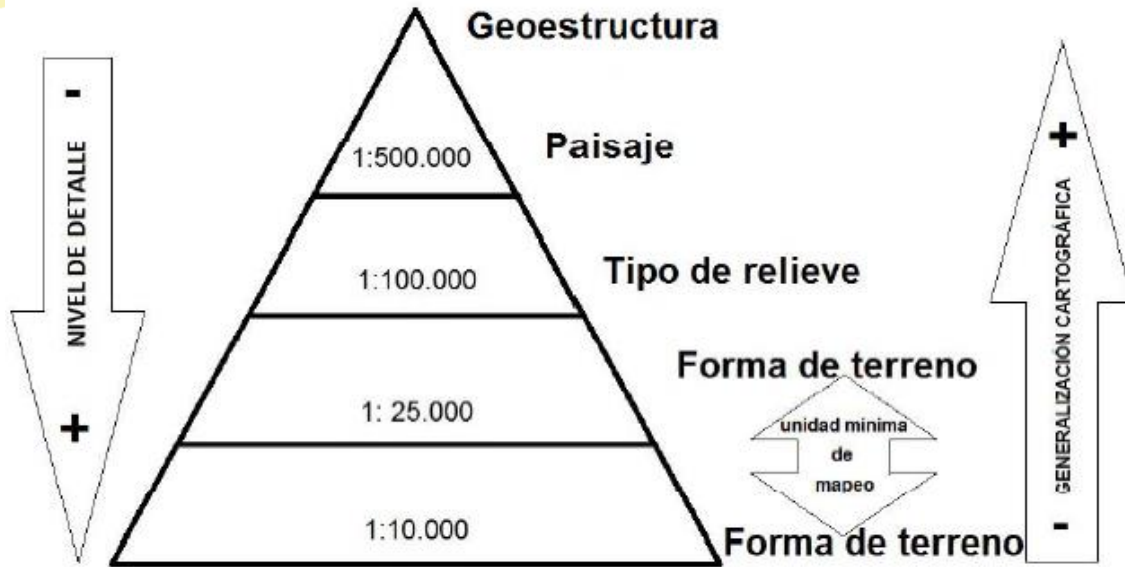 Geoestructura
-
NIVEL DE DETALLE
+
1:500.000
Paisaje
1:100.000
Tipo de relieve
1: 25.000
Forma de terreno
unidad minima
de
mapeo
1:10.000
Forma de terreno
+
GENERALIZACIÓN CARTOGRÁFICA
-